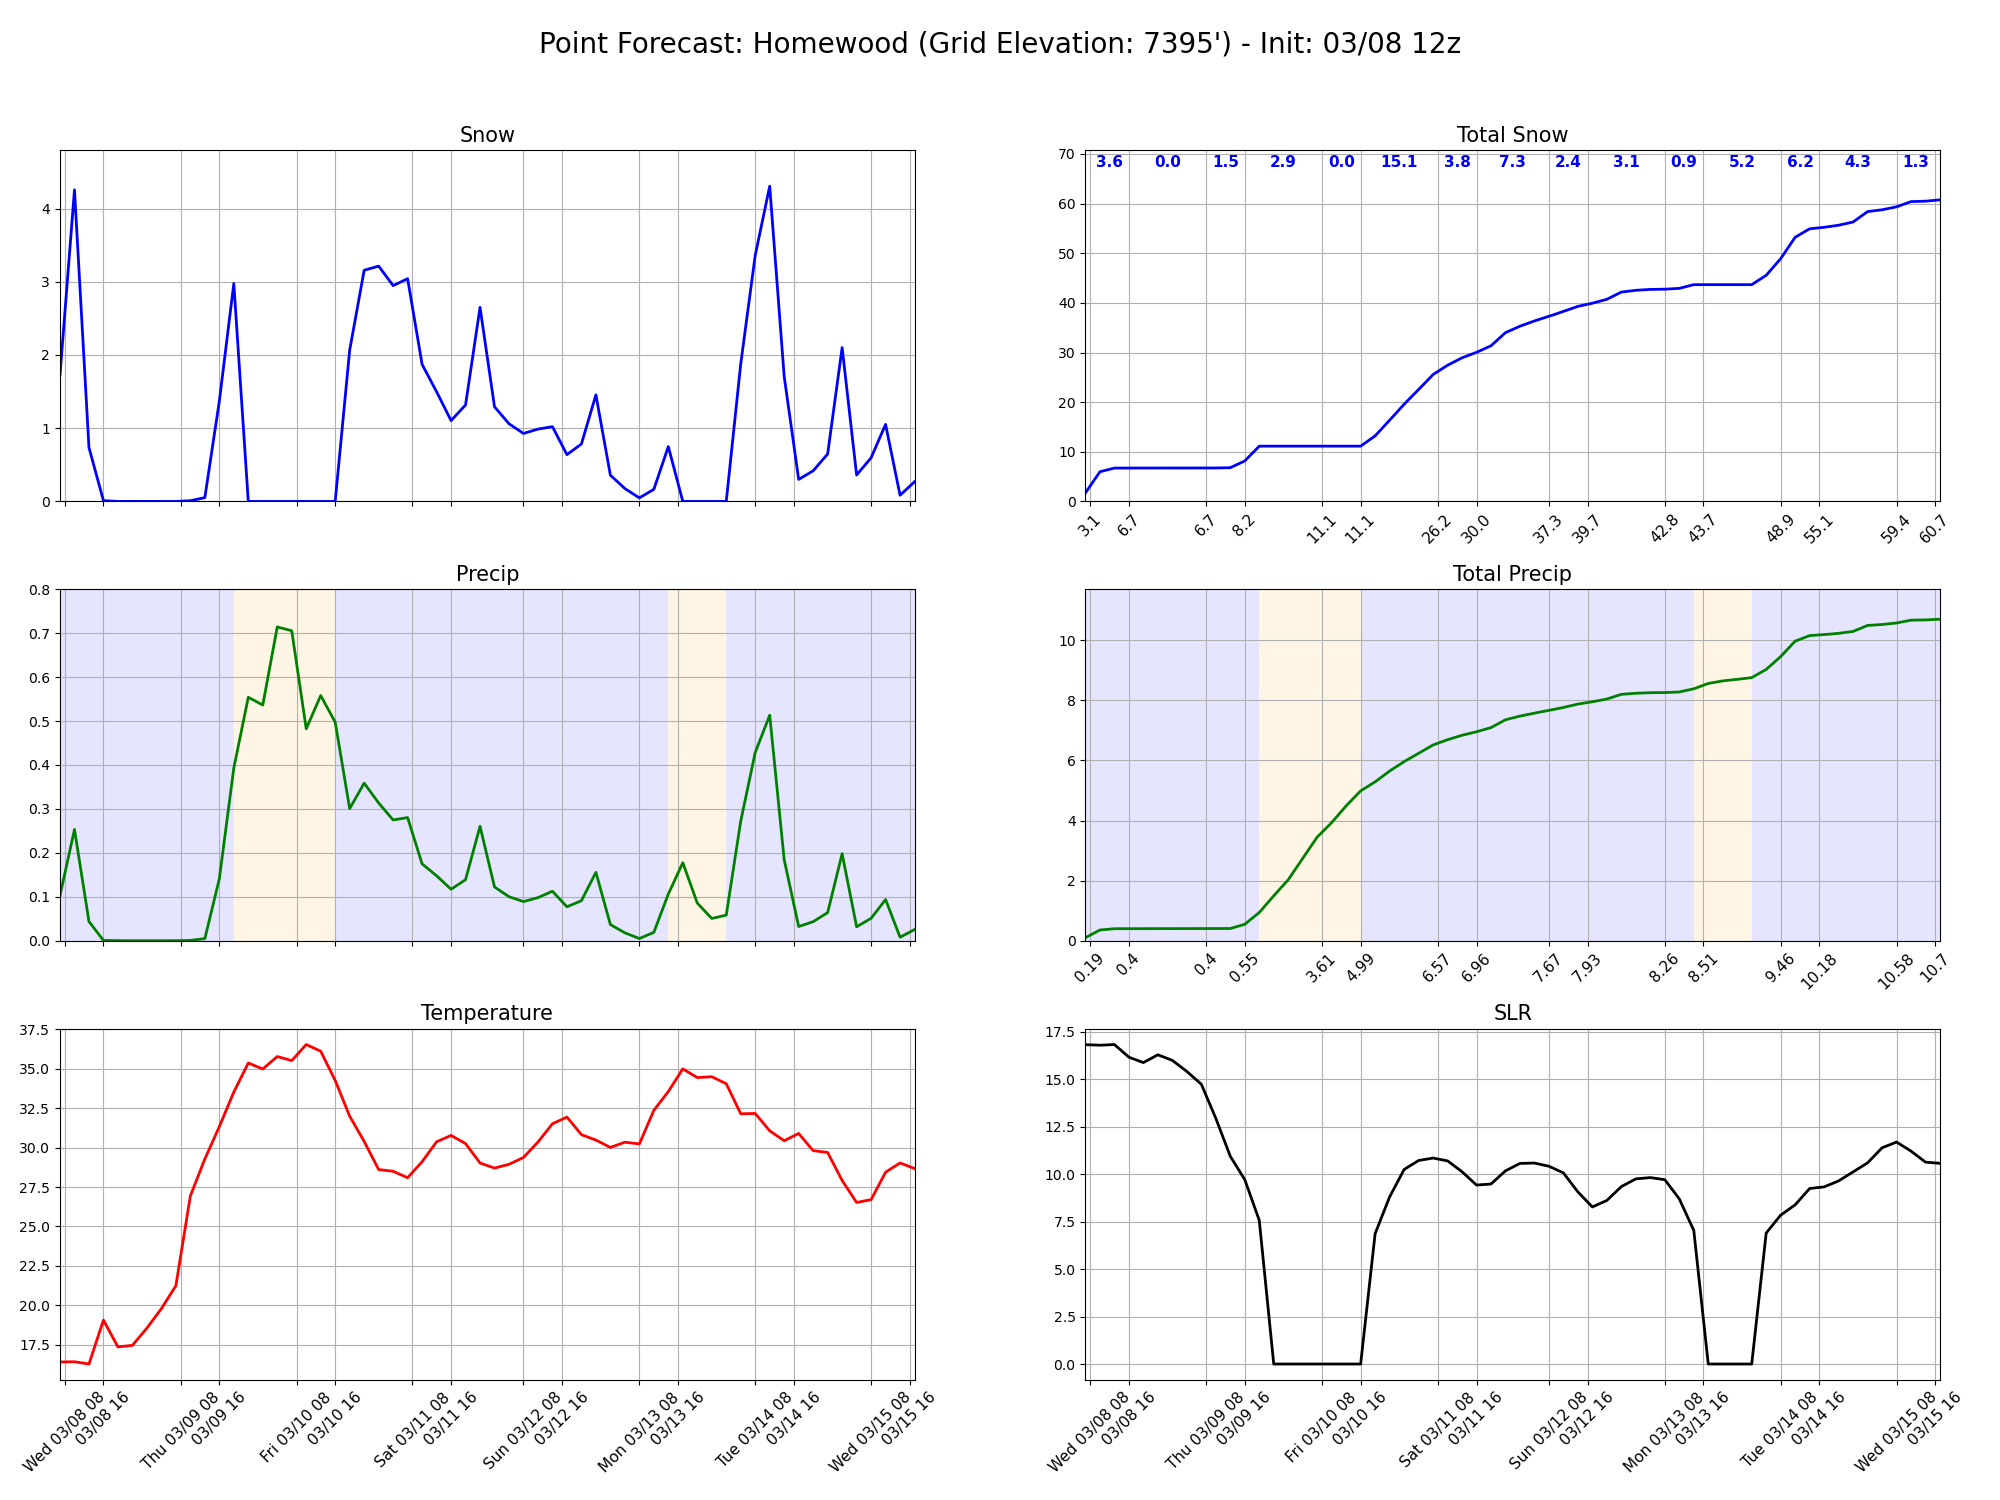 Point Forecast: Homewood (Grid Elevation: 7395') - Init: 03/08 12z
Snow
4
3
2
1
0
Total Snow
3.6 0.0 1.5 2.9 0.0 15.1 3.8 7.3 2.4 3.1 0.9 5.2 6.2 4.3 1.3
70
60
50
40
30
20
10
0
3.1 6.7 6.7 8.2 11.1 11.1 26.2 30.0 37.3 39.7 42.8 43.7 48.9 55.1 59.4 60.7
Precip
0.8
0.7
0.6
0.5
0.4
0.3
0.2
0.1
0.0
Total Precip
10
8
6
4
2
0
0.19 0.4 0.4 0.55 3.61 4.99 6.57 6.96 7.67 7.93 8.26 8.51 9.46 10.18 10.58 10.7
Temperature
37.5
35.0
32.5
30.0
27.5
25.0
22.5
20.0
17.5
Wed 03/08 08
03/08 16
Thu 03/09 08
03/09 16
Fri 03/10 08
03/10 16
Sat 03/11 08
03/11 16
Sun 03/12 08
03/12 16
Mon 03/13 08
03/13 16
Tue 03/14 08
03/14 16
Wed 03/15 08
03/15 16
SLR
17.5
15.0
12.5
10.0
7.5
5.0
2.5
0.0
Wed 03/08 08
03/08 16
Thu 03/09 08
03/09 16
Fri 03/10 08
03/10 16
Sat 03/11 08
03/11 16
Sun 03/12 08
03/12 16
Mon 03/13 08
03/13 16
Tue 03/14 08
03/14 16
Wed 03/15 08
03/15 16